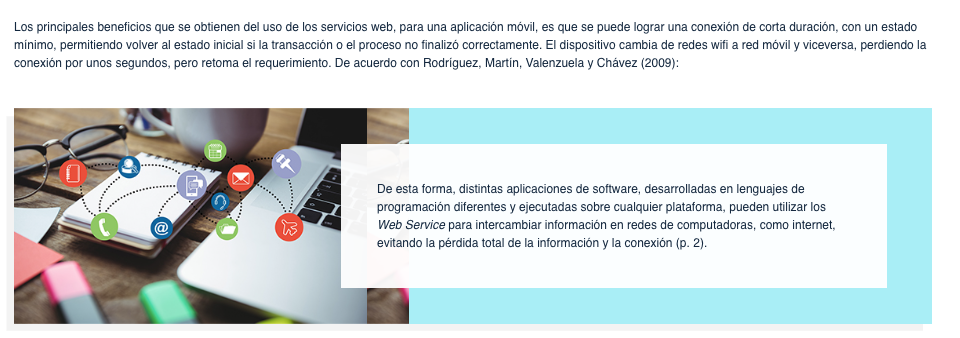 Los principales beneficios que se obtienen del uso de los servicios web, para una aplicación móvil, es que se puede lograr una conexión de corta duración, con un estado
mínimo, permitiendo volver al estado inicial si la transacción o el proceso no finalizó correctamente. El dispositivo cambia de redes wifi a red móvil y viceversa, perdiendo la
conexión por unos segundos, pero retoma el requerimiento. De acuerdo con Rodríguez, Martín, Valenzuela y Chávez (2009):
De esta forma, distintas aplicaciones de software, desarrolladas en lenguajes de
programación diferentes y ejecutadas sobre cualquier plataforma, pueden utilizar los
Web Service para intercambiar información en redes de computadoras, como internet,
evitando la pérdida total de la información y la conexión (p. 2).